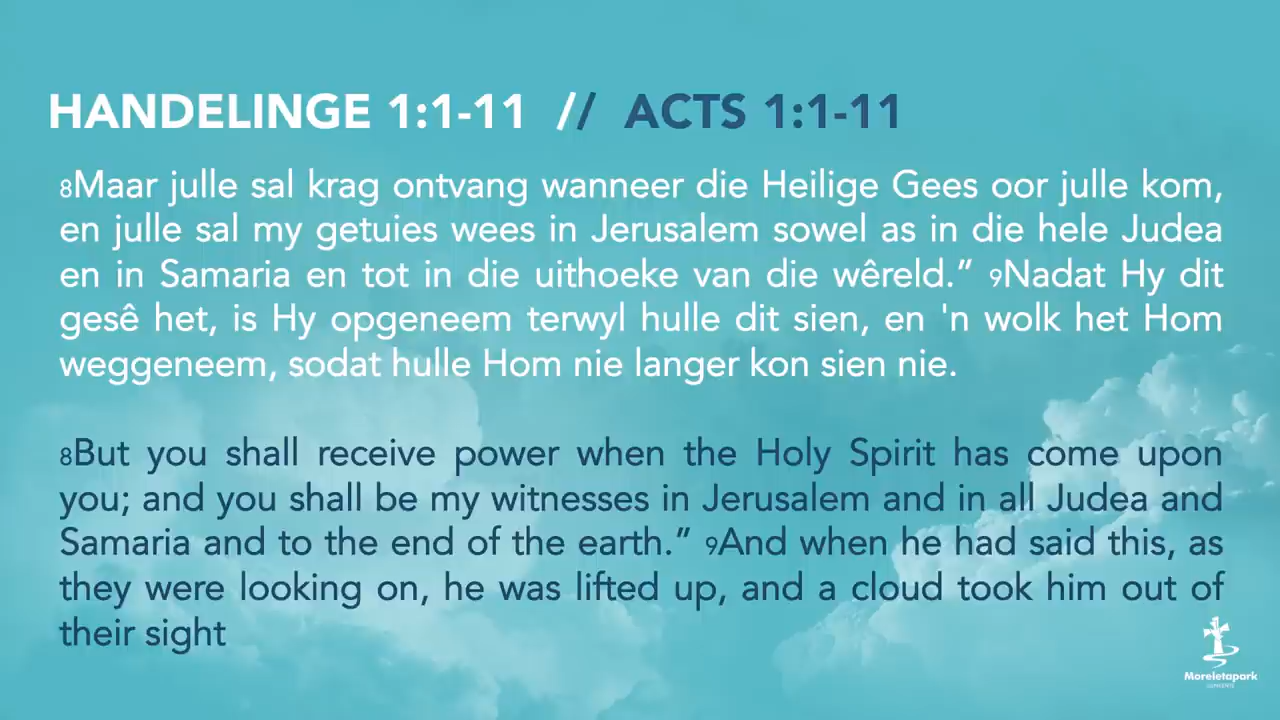 HANDELINGE 1:1-11 // ACTS 1:1-11
8Maar julle sal krag ontvang wanneer die Heilige Gees oor julle kom,
en julle sal my getuies wees in Jerusalem sowel as in die hele Judea
en in Samaria en tot in die uithoeke van die wêreld.” 9Nadat Hy dit
gesê het, is Hy opgeneem terwyl hulle dit sien, en 'n wolk het Hom
weggeneem, sodat hulle Hom nie langer kon sien nie.
8But you shall receive power when the Holy Spirit has come upon
you; and you shall be my witnesses in Jerusalem and in all Judea and
Samaria and to the end of the earth.” 9And when he had said this, as
they were looking on, he was lifted up, and a cloud took him out of
their sight
Moreletapark
GEMEENTE